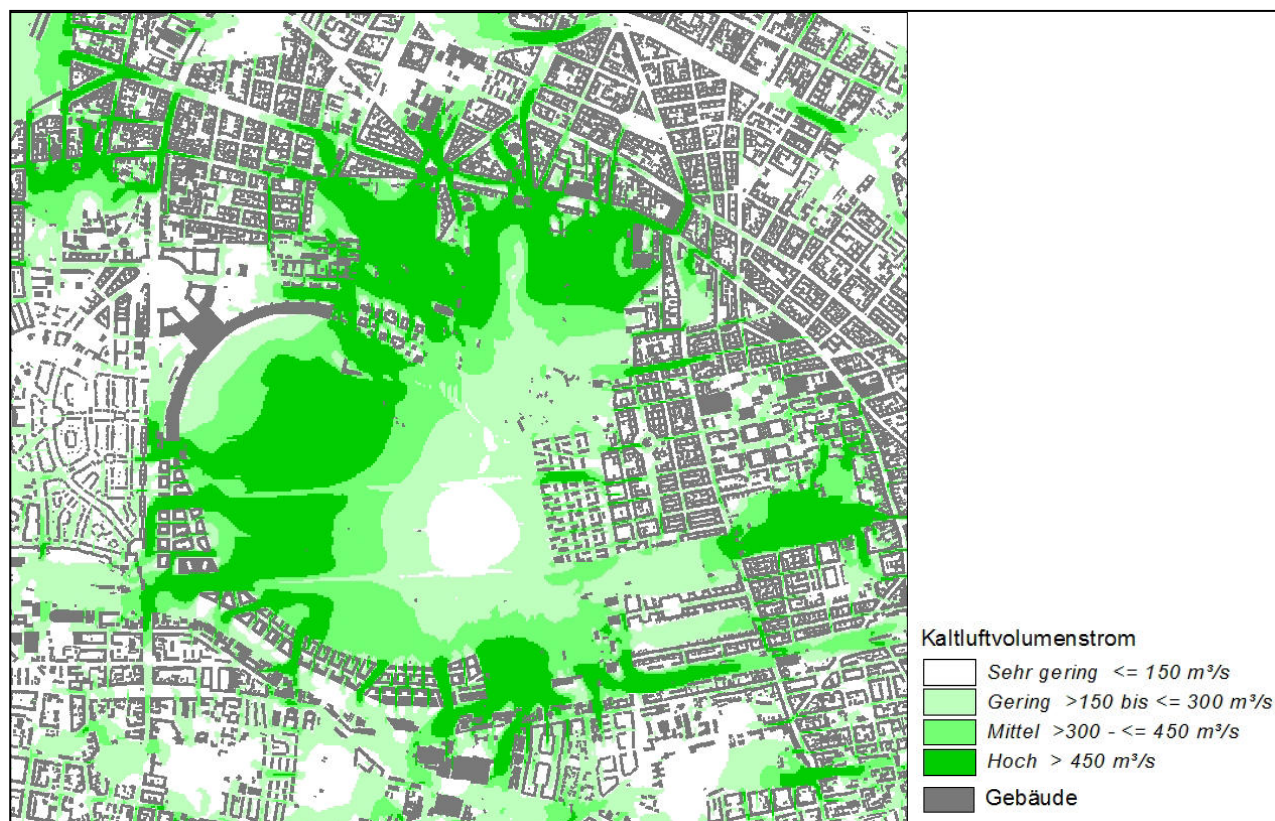 Kaltluftvolumenstrom
Sehr gering <= 150 m³/s
Gering >150 bis <= 300 m³/s
Mittel >300 - <= 450 m³/s
Hoch > 450 m³/s
Gebäude